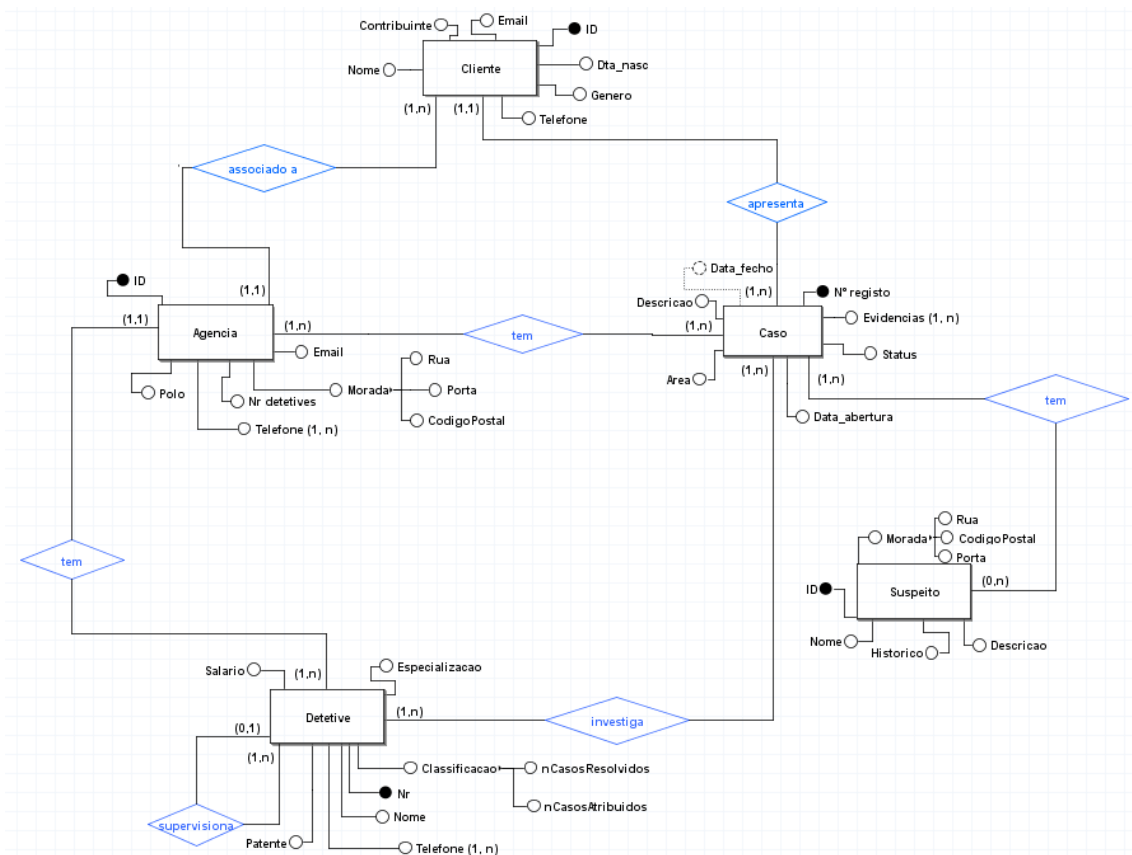 Contribuinte
Email
ID
Nome
Cliente
Dta_nasc
Genero
Telefone
(1,n)
(1,1)
associado a
apresenta
Data_fecho
ID
(1,1)
(1,n)
Nº registo
Descricao
Evidencias (1, n)
(1,1)
Agencia
(1,n)
tem
(1,n)
Caso
Status
Email
Rua
Area
(1,n)
(1,n)
tem
Polo
Nr detetives
Morada
Porta
Data_abertura
Telefone (1, n)
CodigoPostal
Rua
Morada
CodigoPostal
Porta
tem
ID
Suspeito
(0,n)
Nome
Historico
Descricao
Salario
(1,n)
Especializacao
(0,1)
Detetive
(1,n)
investiga
(1,n)
Classificacao
nCasosResolvidos
Nr
nCasosAtribuidos
supervisiona
Nome
Patente
Telefone (1, n)